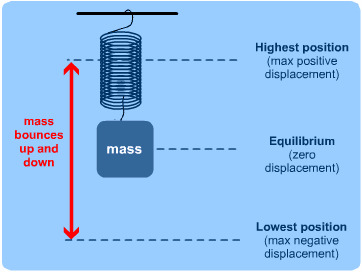 Highest position
(max positive
displacement)
mass
bounces
up and
down
mass
Equilibrium
(zero
displacement)
Lowest position
(max negative
displacement)